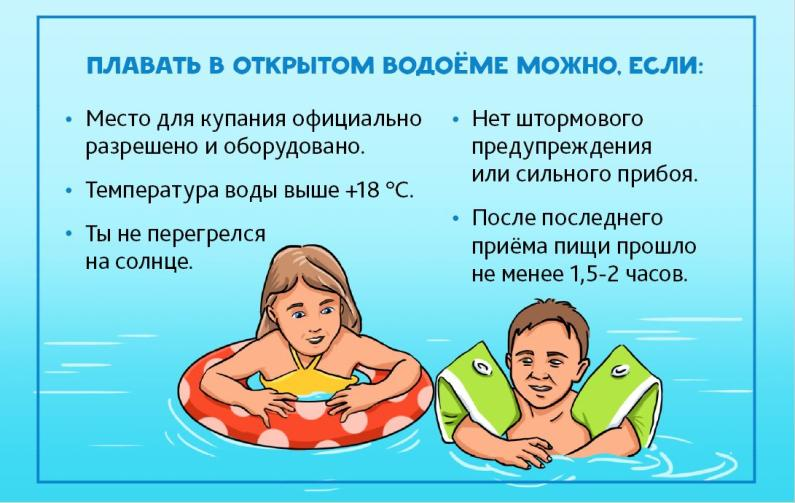 ПЛАВАТЬ В ОТКРЫТОМ ВОДОЁМЕ МОЖНО, ЕСЛИ:
• Место для купания официально
разрешено и оборудовано.
• Температура воды выше +18 °С.
• Ты не перегрелся
на солнце.
• Нет штормового
предупреждения
или сильного прибоя.
• После последнего
приёма пищи прошло
не менее 1,5-2 часов.